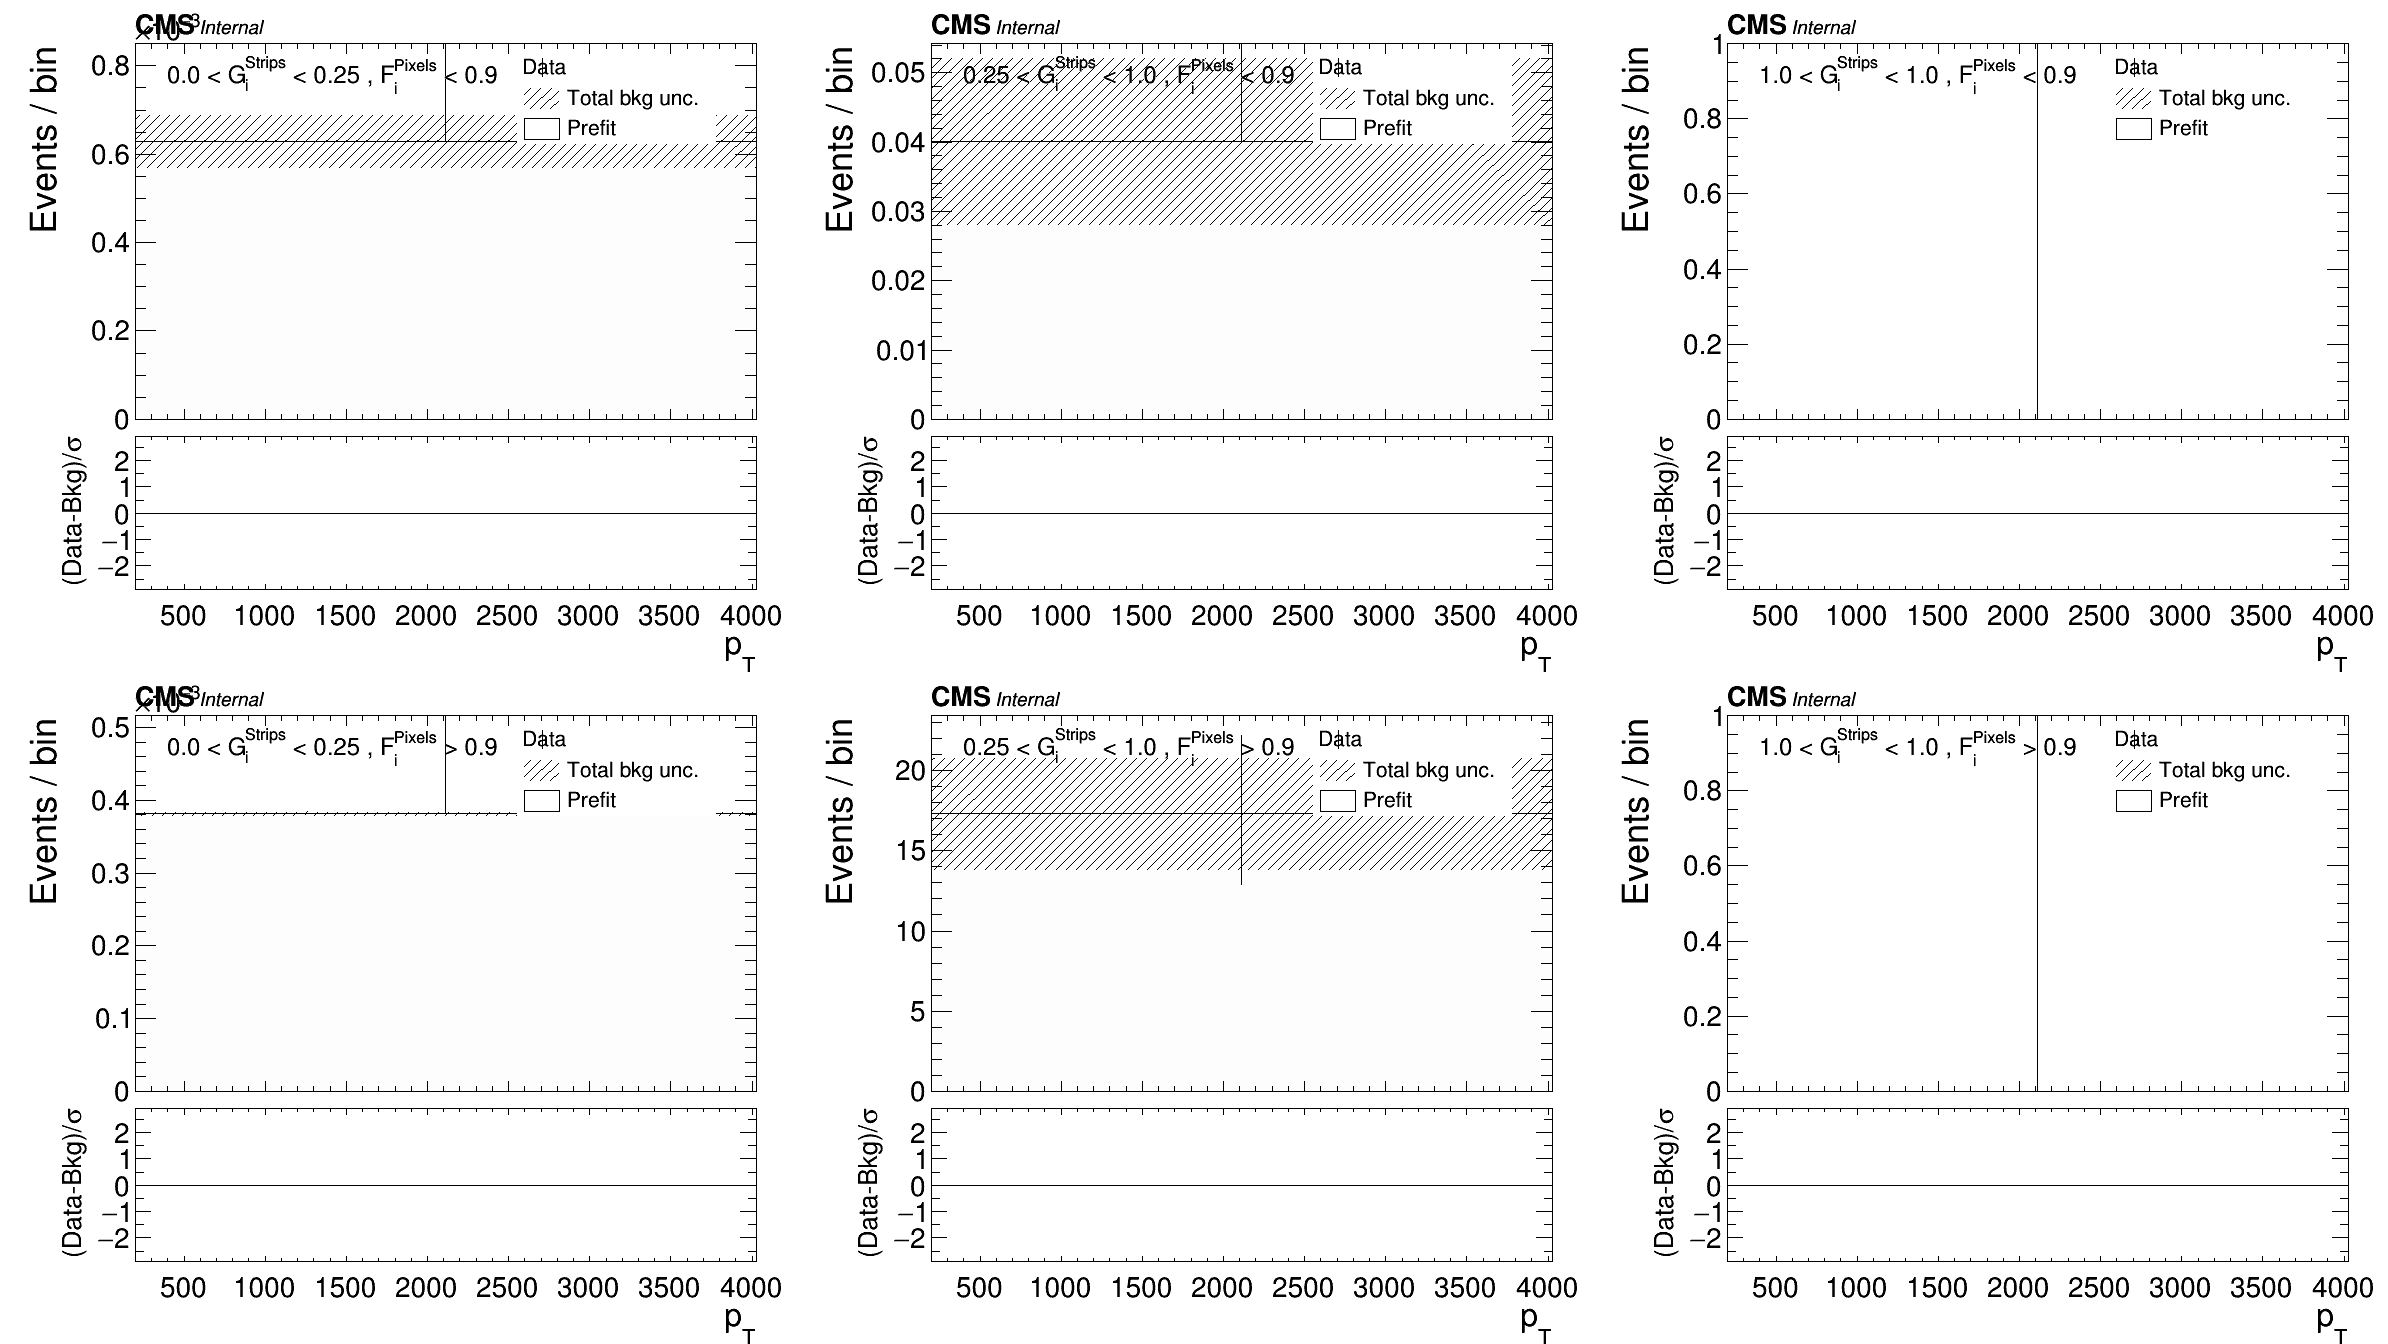 CMS Internal
×10⁻³
0.0 < G_i^Strips < 0.25 , F_i^Pixels < 0.9
Data
Total bkg unc.
Prefit
Events / bin
0.8
0.6
0.4
0.2
0
(Data-Bkg)/σ
2
1
0
−1
−2
500 1000 1500 2000 2500 3000 3500 4000
p_T
CMS Internal
0.25 < G_i^Strips < 1.0 , F_i^Pixels < 0.9
Data
Total bkg unc.
Prefit
Events / bin
0.05
0.04
0.03
0.02
0.01
0
(Data-Bkg)/σ
2
1
0
−1
−2
500 1000 1500 2000 2500 3000 3500 4000
p_T
CMS Internal
1.0 < G_i^Strips < 1.0 , F_i^Pixels < 0.9
Data
Total bkg unc.
Prefit
Events / bin
1
0.8
0.6
0.4
0.2
0
(Data-Bkg)/σ
2
1
0
−1
−2
500 1000 1500 2000 2500 3000 3500 4000
p_T
CMS Internal
×10⁻³
0.0 < G_i^Strips < 0.25 , F_i^Pixels > 0.9
Data
Total bkg unc.
Prefit
Events / bin
0.5
0.4
0.3
0.2
0.1
0
(Data-Bkg)/σ
2
1
0
−1
−2
500 1000 1500 2000 2500 3000 3500 4000
p_T
CMS Internal
0.25 < G_i^Strips < 1.0 , F_i^Pixels > 0.9
Data
Total bkg unc.
Prefit
Events / bin
20
15
10
5
0
(Data-Bkg)/σ
2
1
0
−1
−2
500 1000 1500 2000 2500 3000 3500 4000
p_T
CMS Internal
1.0 < G_i^Strips < 1.0 , F_i^Pixels > 0.9
Data
Total bkg unc.
Prefit
Events / bin
1
0.8
0.6
0.4
0.2
0
(Data-Bkg)/σ
2
1
0
−1
−2
500 1000 1500 2000 2500 3000 3500 4000
p_T